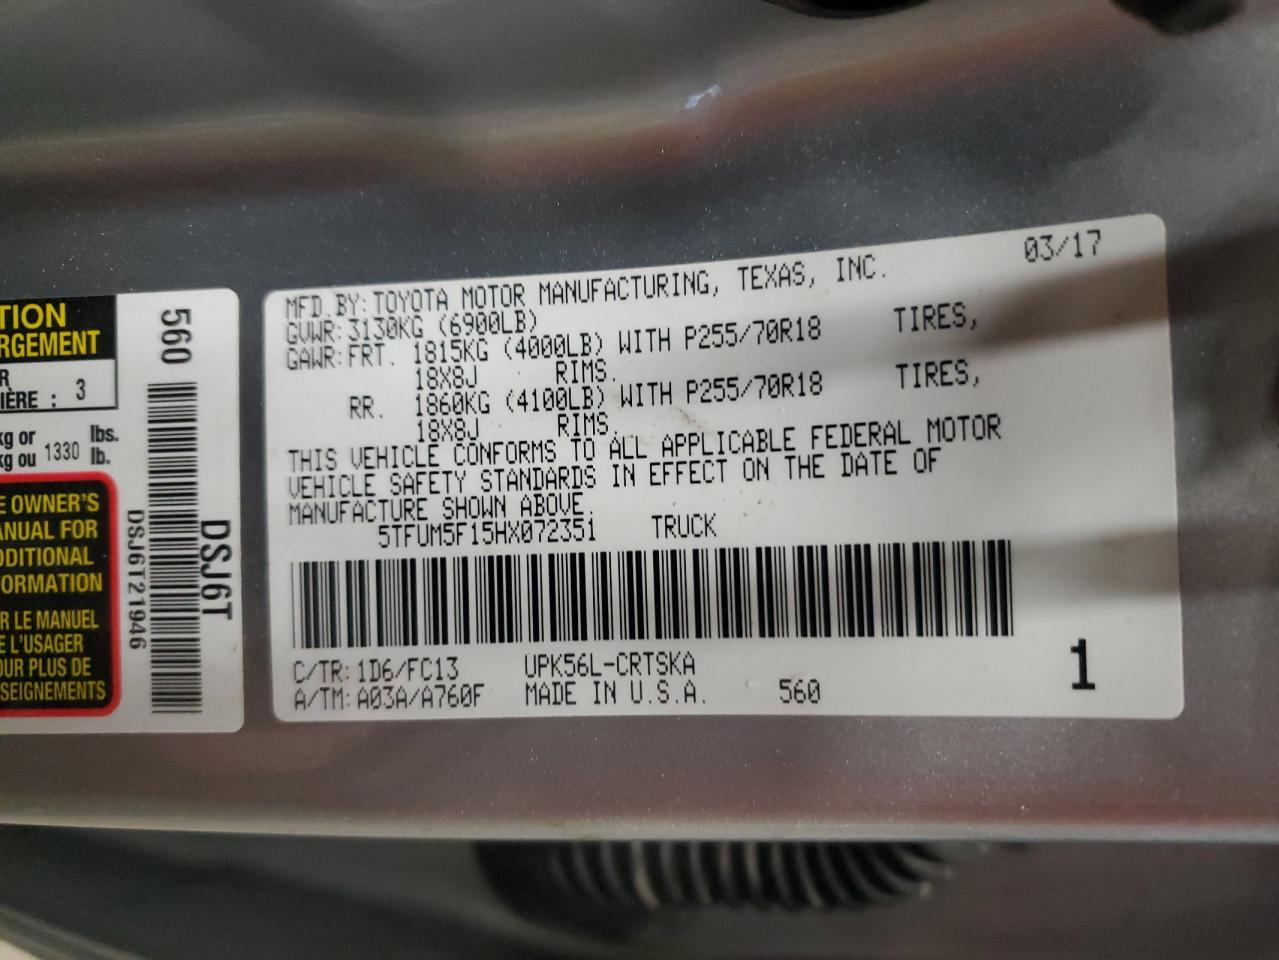 TION
RGEMENT
R
IÈRE : 3
kg or
kg ou 1330 lbs.
lb.
E OWNER'S
ANUAL FOR
DDITIONAL
FORMATION
R LE MANUEL
E L'USAGER
OUR PLUS DE
SEIGNEMENTS
560
DSJ6T
DSJ6T21946
03/17
MFD.BY:TOYOTA MOTOR MANUFACTURING, TEXAS, INC.
GVWR:3130KG (6900LB)
GAWR:FRT. 1815KG (4000LB) WITH P255/70R18 TIRES,
18X8J RIMS.
RR. 1860KG (4100LB) WITH P255/70R18 TIRES,
18X8J RIMS.
THIS VEHICLE CONFORMS TO ALL APPLICABLE FEDERAL MOTOR
VEHICLE SAFETY STANDARDS IN EFFECT ON THE DATE OF
MANUFACTURE SHOWN ABOVE.
5TFUM5F15HX072351 TRUCK
C/TR:1D6/FC13 UPK56L-CRTSKA
A/TM:A03A/A760F MADE IN U.S.A. 560
1